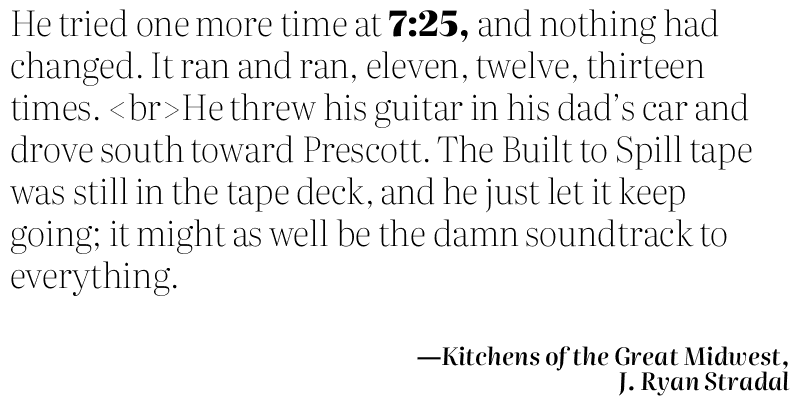 He tried one more time at 7:25, and nothing had
changed. It ran and ran, eleven, twelve, thirteen
times. <br>He threw his guitar in his dad’s car and
drove south toward Prescott. The Built to Spill tape
was still in the tape deck, and he just let it keep
going; it might as well be the damn soundtrack to
everything.
—Kitchens of the Great Midwest,
J. Ryan Stradal